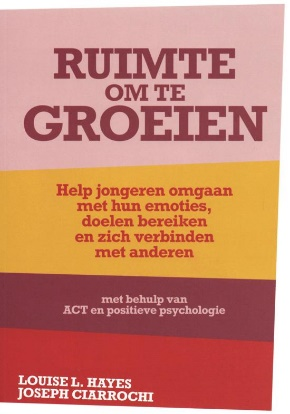 RUIMTE
OM TE
GROEIEN
Help jongeren omgaan
met hun emoties,
doelen bereiken
en zich verbinden
met anderen
met behulp van
ACT en positieve psychologie
LOUISE L. HAYES
JOSEPH CIARROCHI